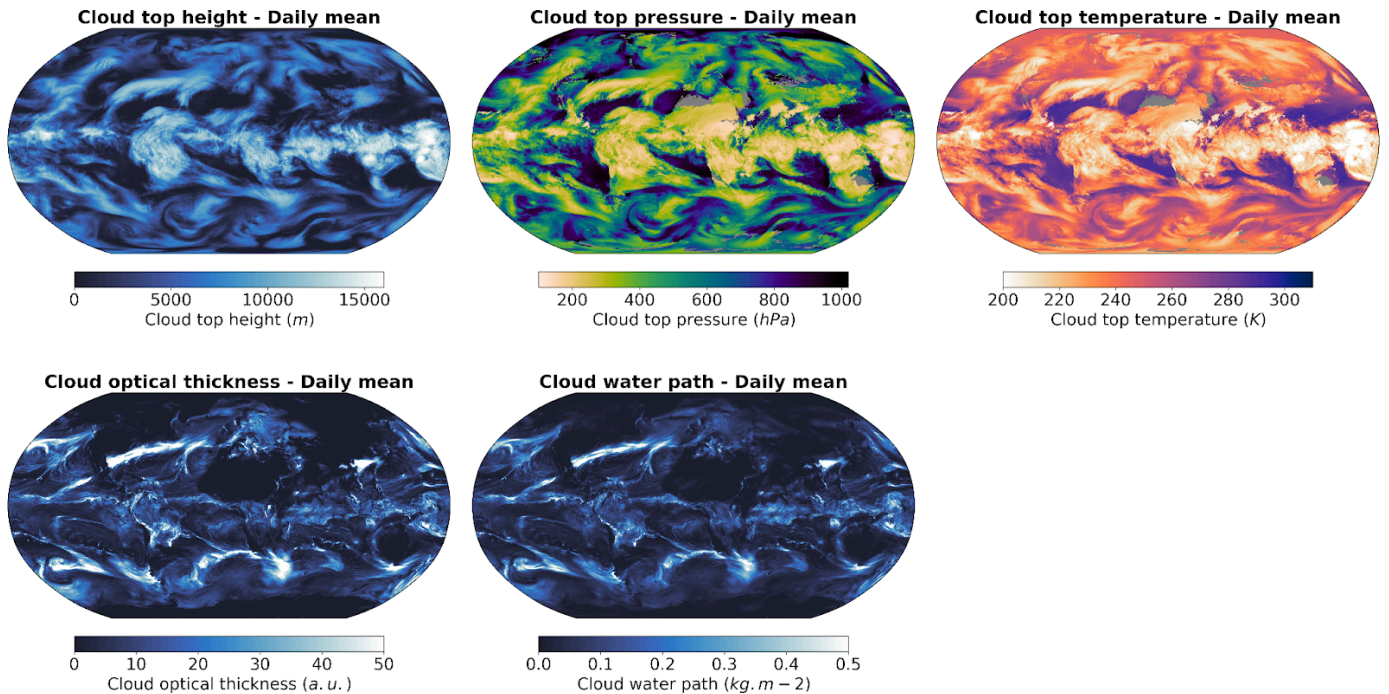 Cloud top height - Daily mean
0 5000 10000 15000
Cloud top height (m)
Cloud top pressure - Daily mean
200 400 600 800 1000
Cloud top pressure (hPa)
Cloud top temperature - Daily mean
200 220 240 260 280 300
Cloud top temperature (K)
Cloud optical thickness - Daily mean
0 10 20 30 40 50
Cloud optical thickness (a.u.)
Cloud water path - Daily mean
0.0 0.1 0.2 0.3 0.4 0.5
Cloud water path (kg.m − 2)